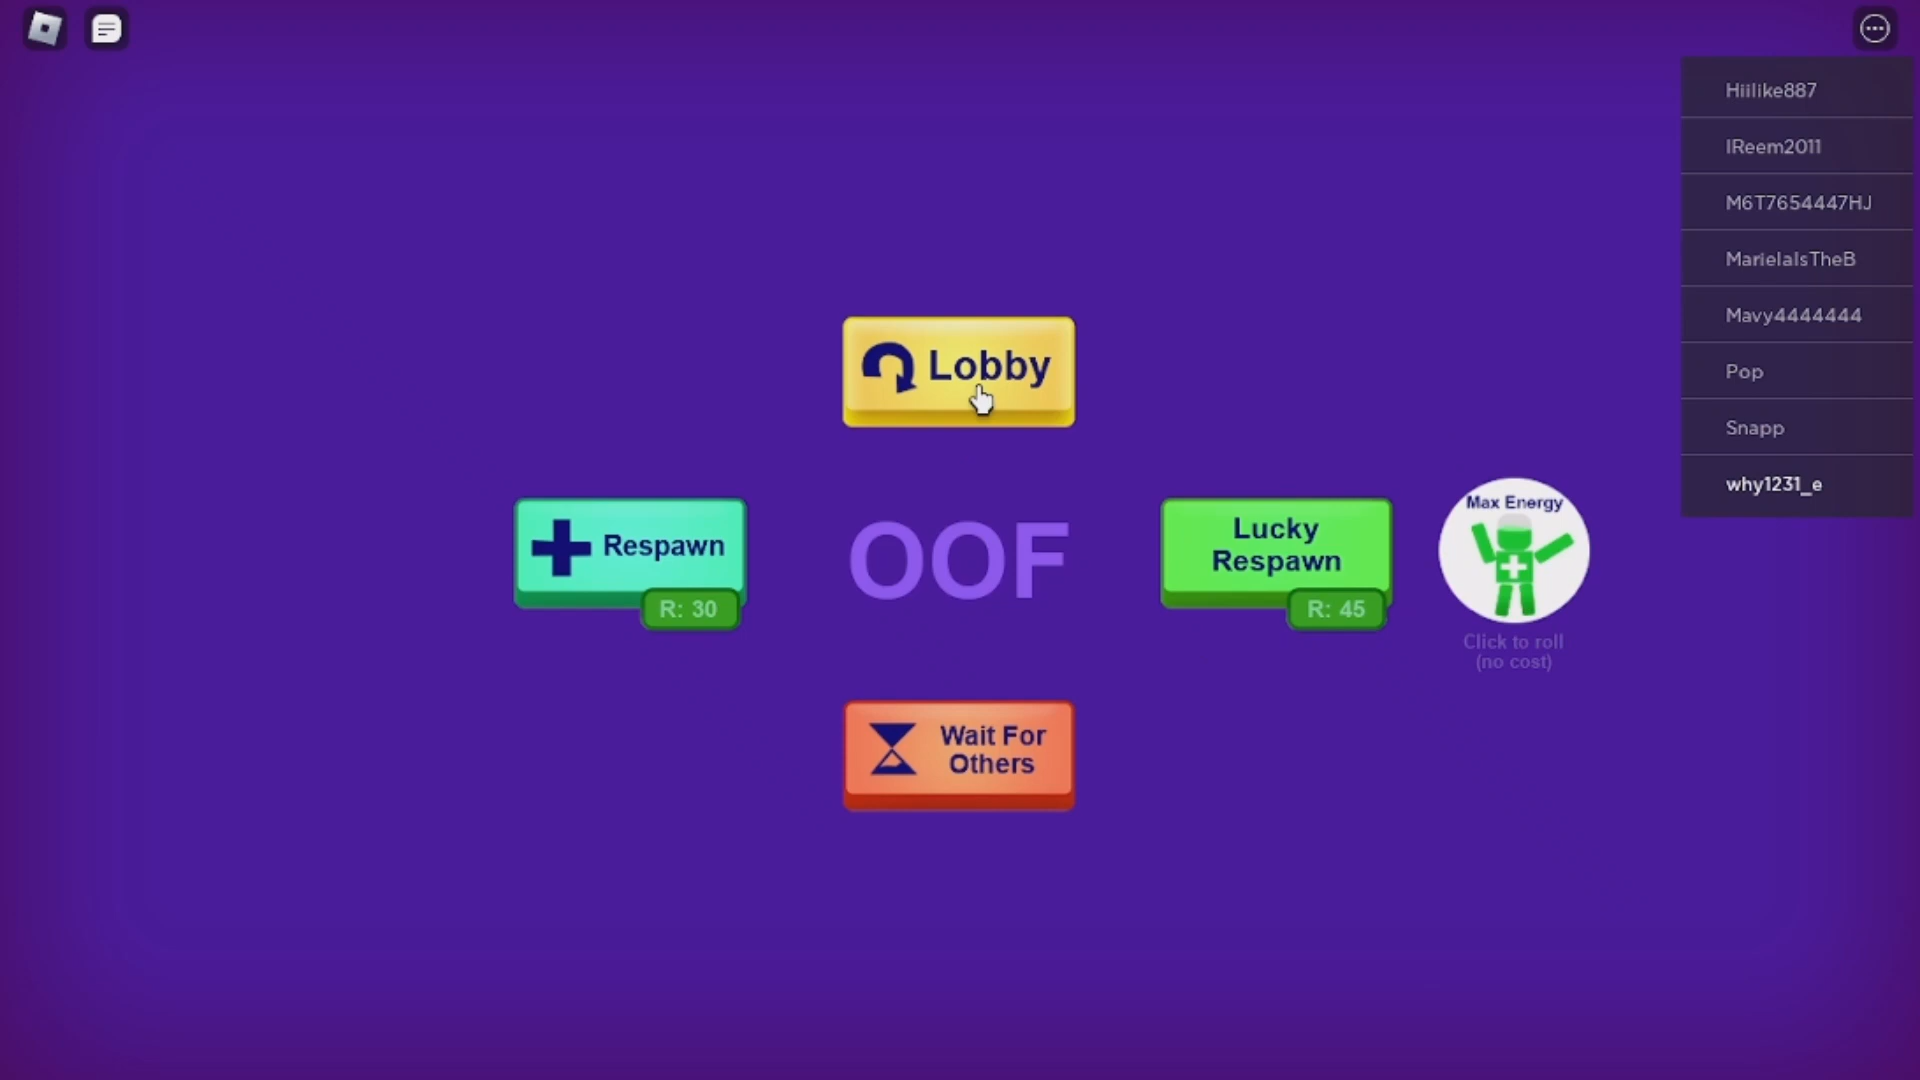 Hiilike887
IReem2011
M6T7654447HJ
MarielaIsTheB
Mavy4444444
Pop
Snapp
why1231_e
Lobby
Respawn
R: 30
OOF
Lucky
Respawn
R: 45
Max Energy
Click to roll
(no cost)
Wait For
Others